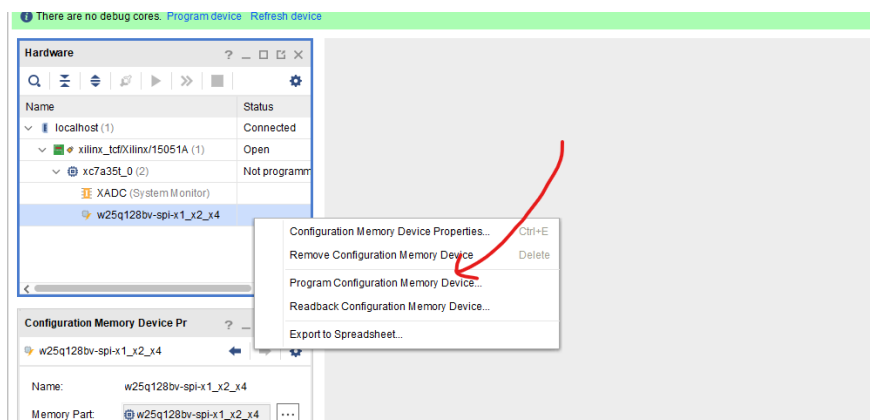 There are no debug cores. Program device Refresh device
Hardware
Name Status
localhost (1) Connected
xilinx_tcf/Xilinx/15051A (1) Open
xc7a35t_0 (2) Not programm
XADC (System Monitor)
w25q128bv-spi-x1_x2_x4
Configuration Memory Device Properties... Ctrl+E
Remove Configuration Memory Device Delete
Program Configuration Memory Device...
Readback Configuration Memory Device...
Export to Spreadsheet...
Configuration Memory Device Pr
w25q128bv-spi-x1_x2_x4
Name: w25q128bv-spi-x1_x2_x4
Memory Part: w25q128bv-spi-x1_x2_x4 ...